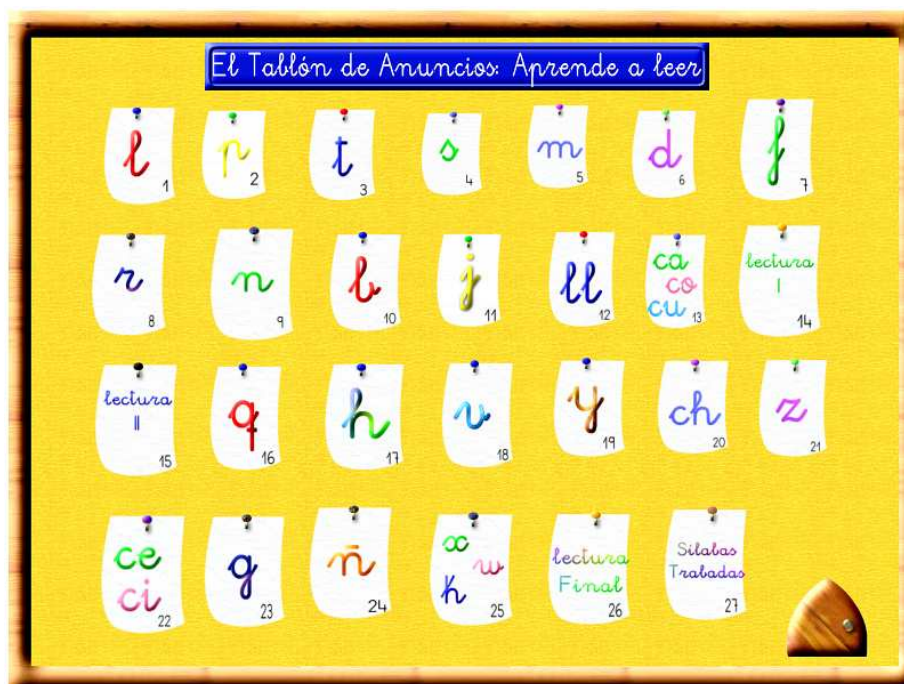 El Tablón de Anuncios: Aprende a leer
l
1
p
2
t
3
s
4
m
5
d
6
f
7
r
8
n
9
b
10
j
11
ll
12
ca
co
cu
13
lectura
I
14
lectura
II
15
q
16
h
17
v
18
y
19
ch
20
z
21
ce
ci
22
g
23
ñ
24
x
w
k
25
lectura
Final
26
Sílabas
Trabadas
27